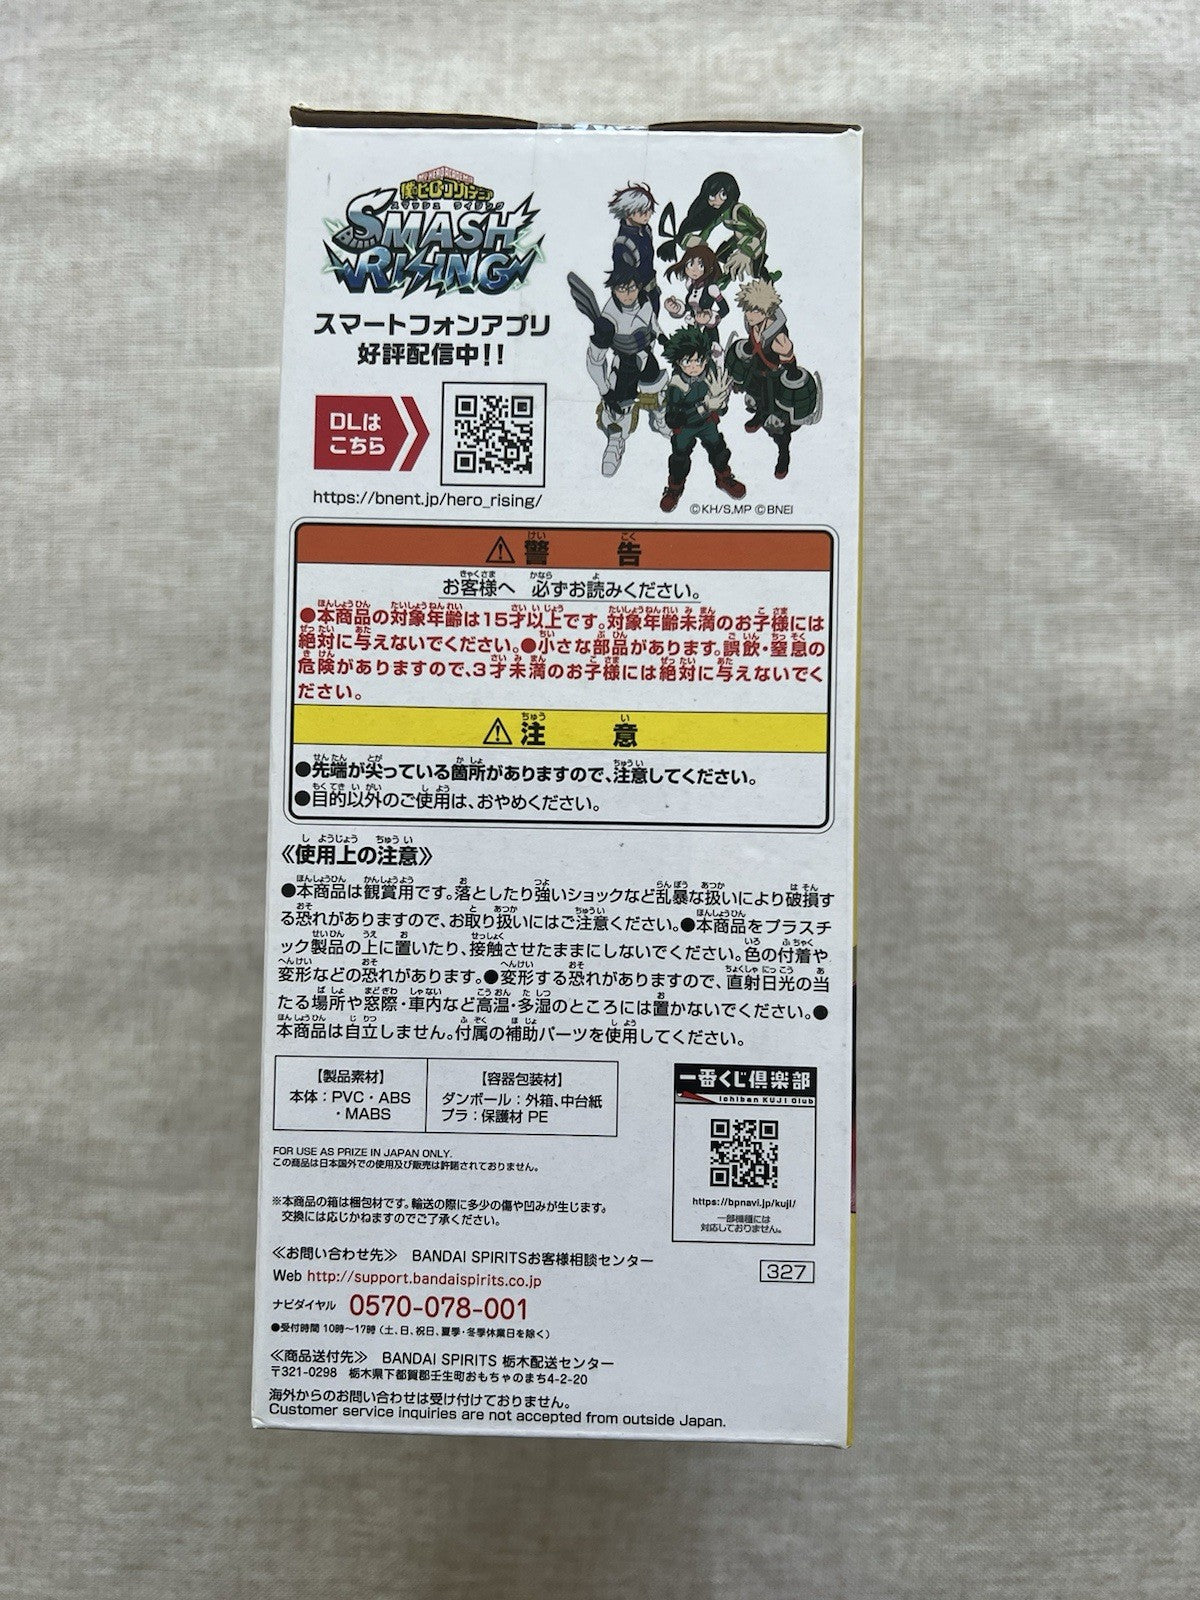 MY HERO ACADEMIA
僕のヒーローアカデミア
スマッシュ ライジング
SMASH
RISING
スマートフォンアプリ
好評配信中!!
DLは
こちら
https://bnent.jp/hero_rising/
©KH/S,MP ©BNEI
⚠警告
お客様へ 必ずお読みください。
●本商品の対象年齢は15才以上です。対象年齢未満のお子様には
絶対に与えないでください。●小さな部品があります。誤飲・窒息の
危険がありますので、3才未満のお子様には絶対に与えないでく
ださい。
⚠注意
●先端が尖っている箇所がありますので、注意してください。
●目的以外のご使用は、おやめください。
《使用上の注意》
●本商品は観賞用です。落としたり強いショックなど乱暴な扱いにより破損す
る恐れがありますので、お取り扱いにはご注意ください。●本商品をプラスチ
ック製品の上に置いたり、接触させたままにしないでください。色の付着や
変形などの恐れがあります。●変形する恐れがありますので、直射日光の当
たる場所や窓際・車内など高温・多湿のところには置かないでください。●
本商品は自立しません。付属の補助パーツを使用してください。
【製品素材】
本体：PVC・ABS
・MABS
【容器包装材】
ダンボール：外箱、中台紙
プラ：保護材 PE
一番くじ倶楽部
Ichiban KUJI Club
https://bpnavi.jp/kuji/
一部機種には
対応しておりません。
FOR USE AS PRIZE IN JAPAN ONLY.
この商品は日本国外での使用及び販売は許諾されておりません。
※本商品の箱は梱包材です。輸送の際に多少の傷や凹みが生じます。
交換には応じかねますのでご了承ください。
《お問い合わせ先》 BANDAI SPIRITSお客様相談センター
Web http://support.bandaispirits.co.jp
327
ナビダイヤル 0570-078-001
●受付時間 10時～17時（土、日、祝日、夏季・冬季休業日を除く）
《商品送付先》 BANDAI SPIRITS 栃木配送センター
〒321-0298 栃木県下都賀郡壬生町おもちゃのまち4-2-20
海外からのお問い合わせは受け付けておりません。
Customer service inquiries are not accepted from outside Japan.